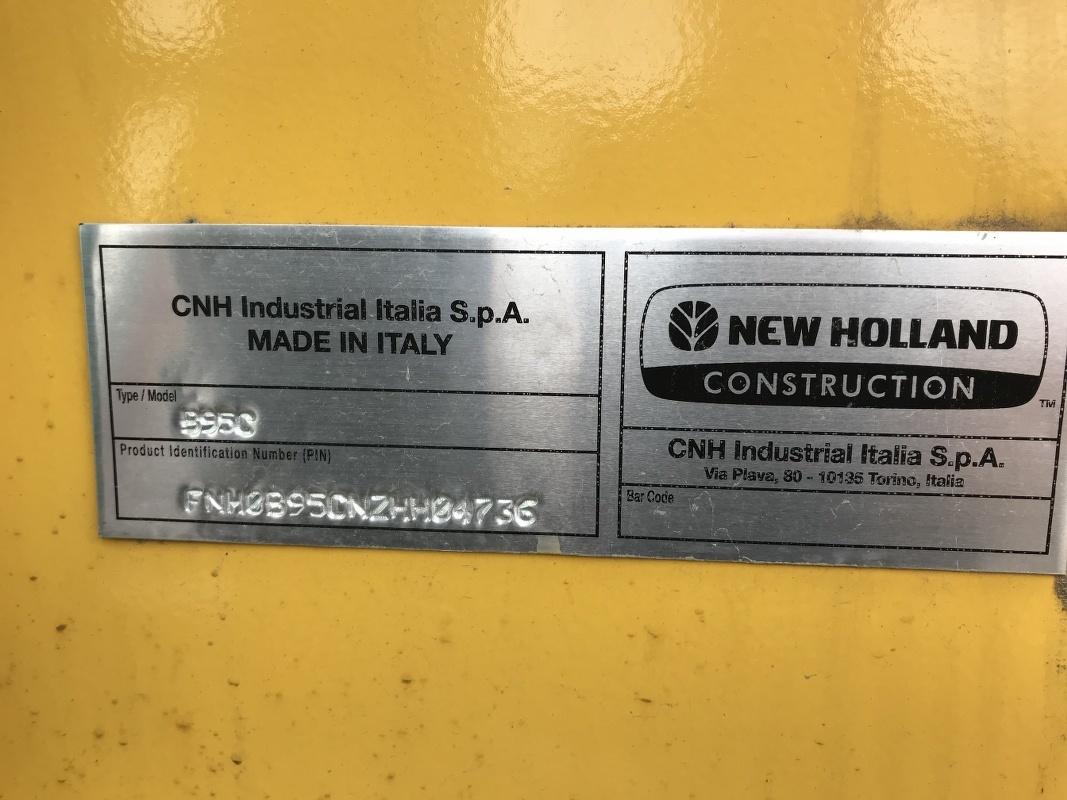 CNH Industrial Italia S.p.A.
MADE IN ITALY
Type / Model
B95C
Product Identification Number (PIN)
FNH0B95CNZHH04736
NEW HOLLAND
CONSTRUCTION
TM
CNH Industrial Italia S.p.A.
Via Plava, 80 - 10135 Torino, Italia
Bar Code